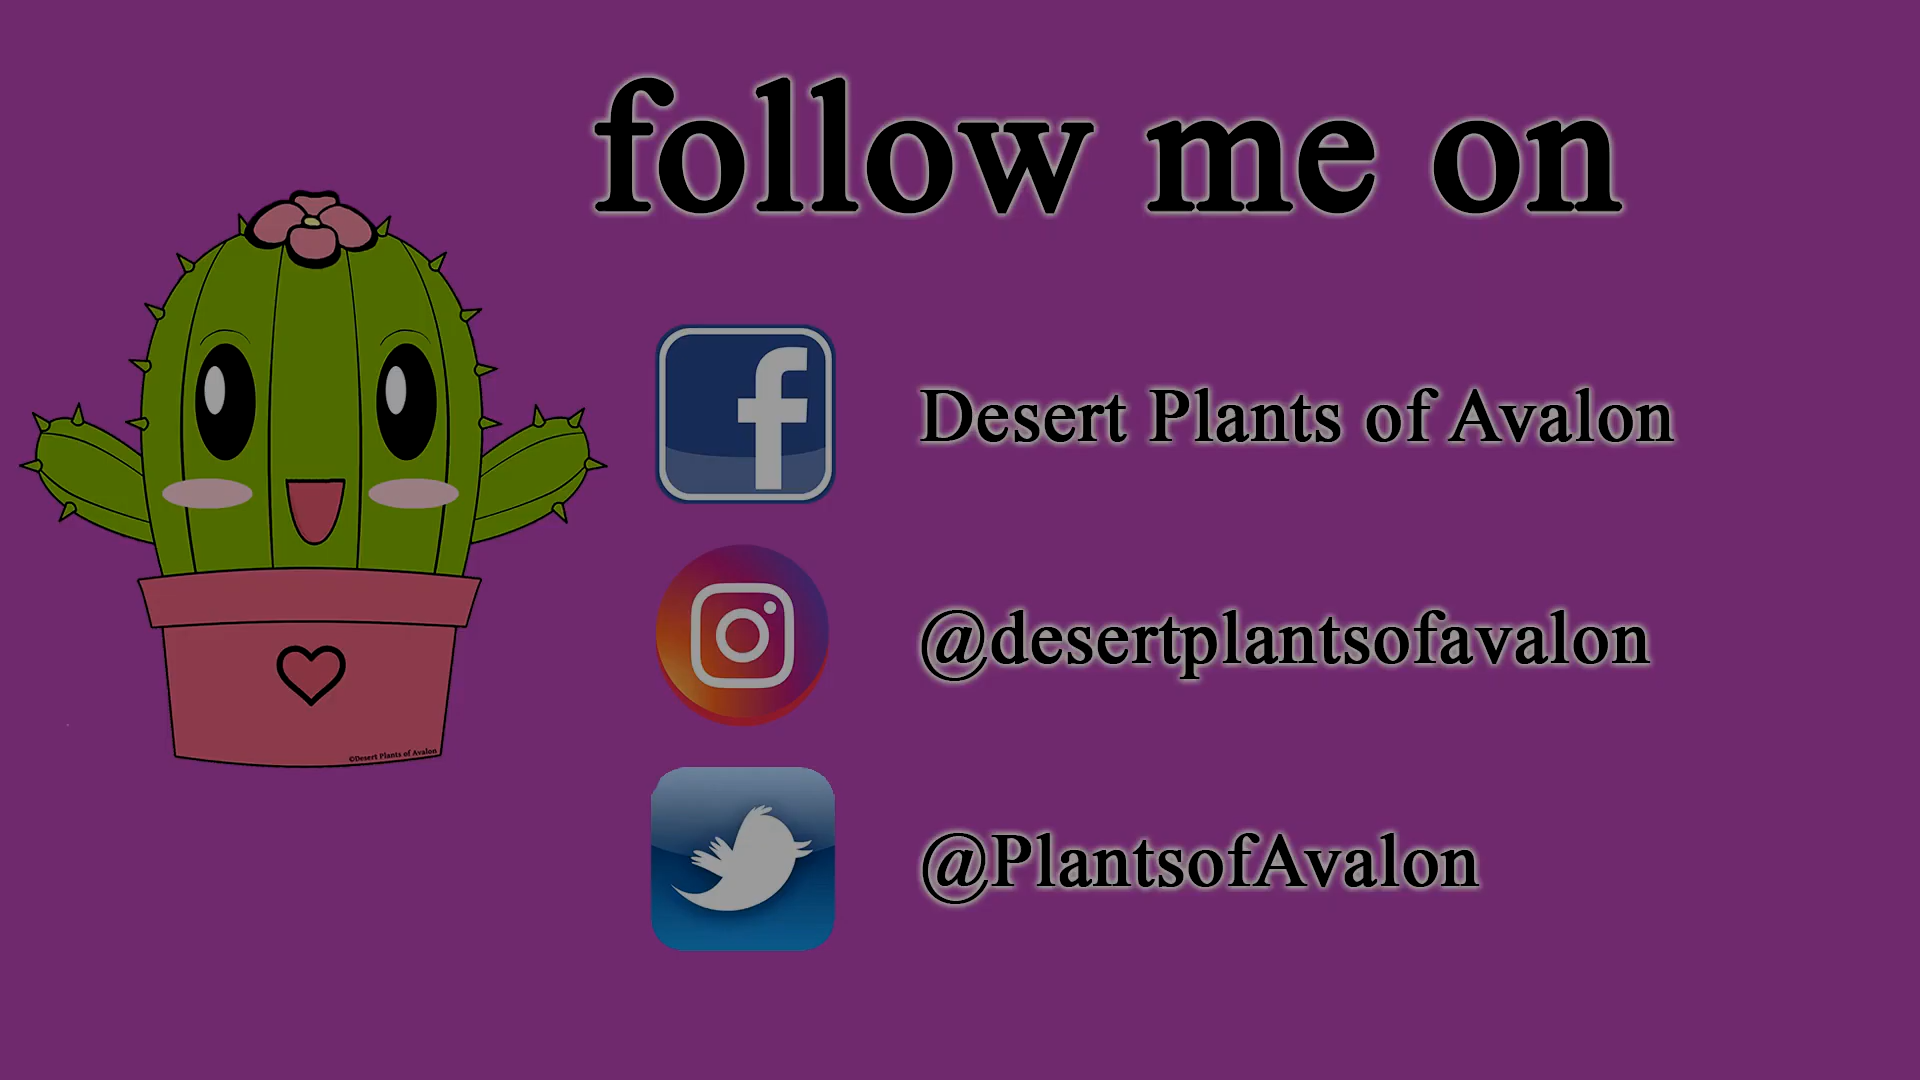 follow me on
Desert Plants of Avalon
@desertplantsofavalon
@PlantsofAvalon
©Desert Plants of Avalon